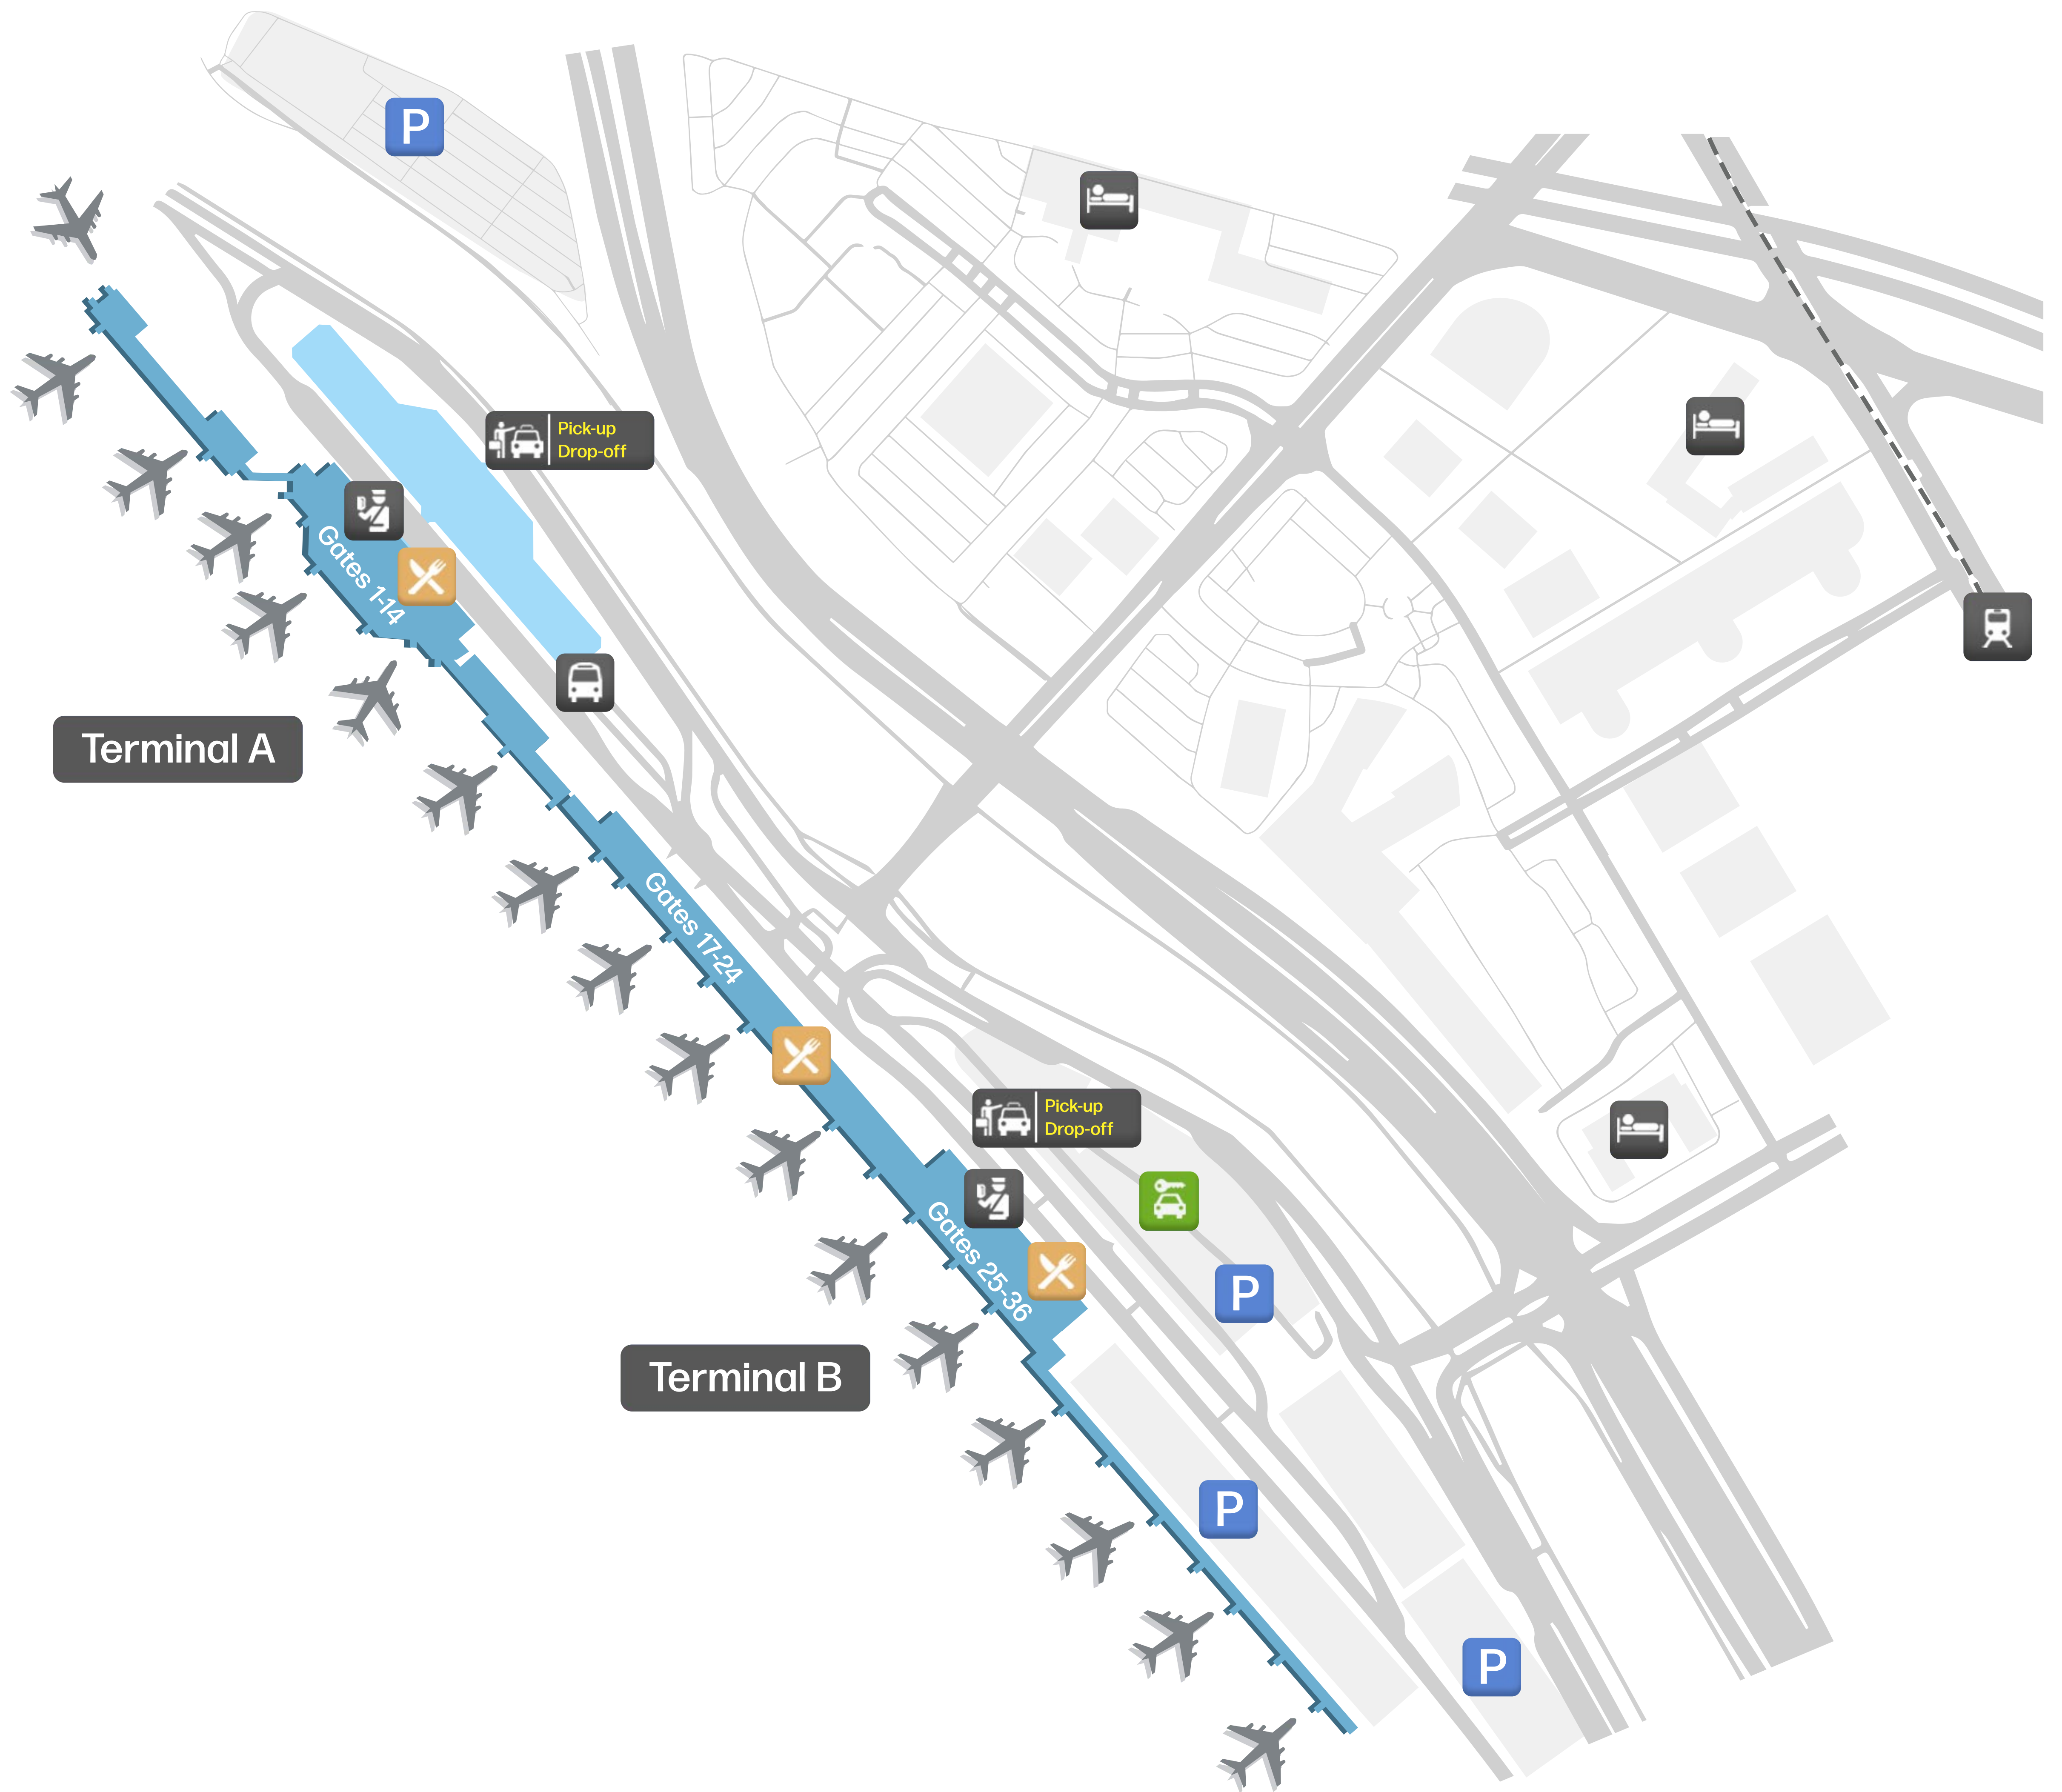 P
Pick-up
Drop-off
Gates 1-14
Terminal A
Gates 17-24
Pick-up
Drop-off
Gates 25-36
P
Terminal B
P
P